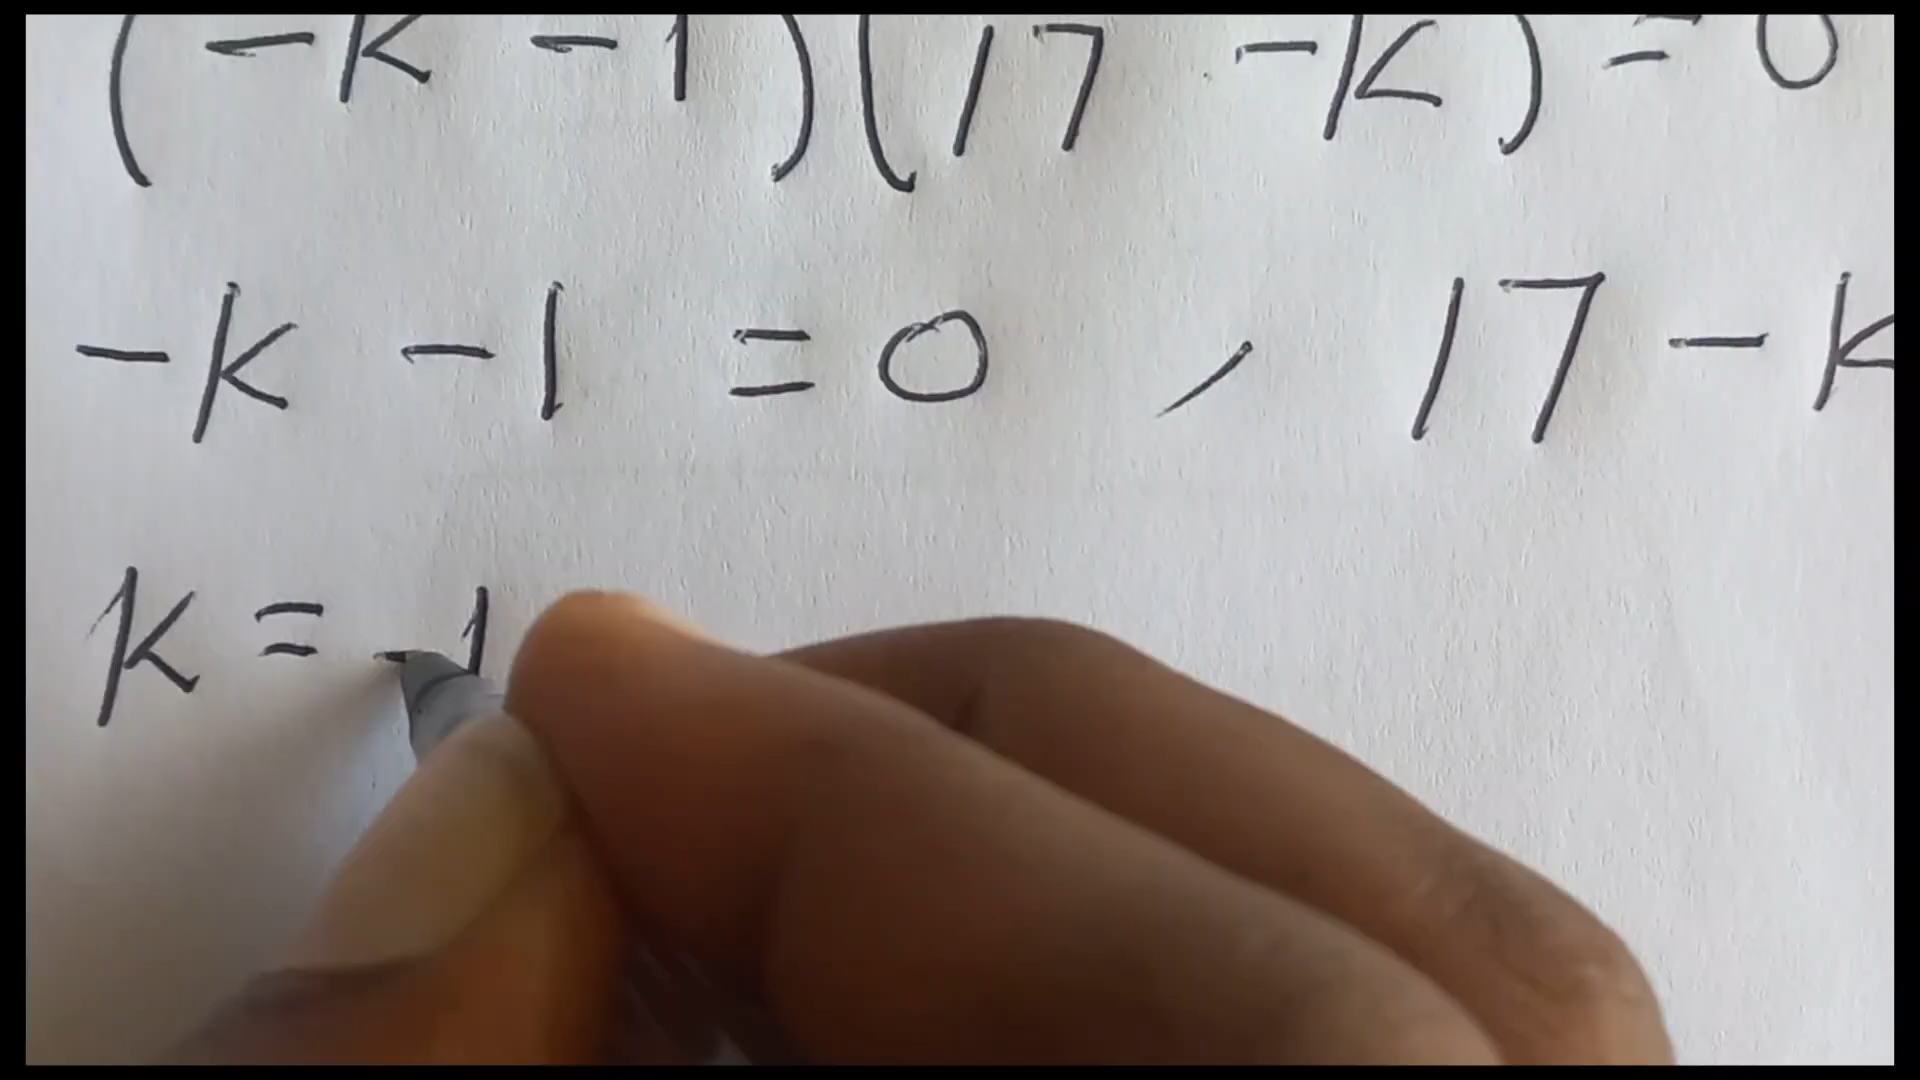 (-k -1)(17 -k) = 0
-k -1 = 0 , 17 - k
k = -1